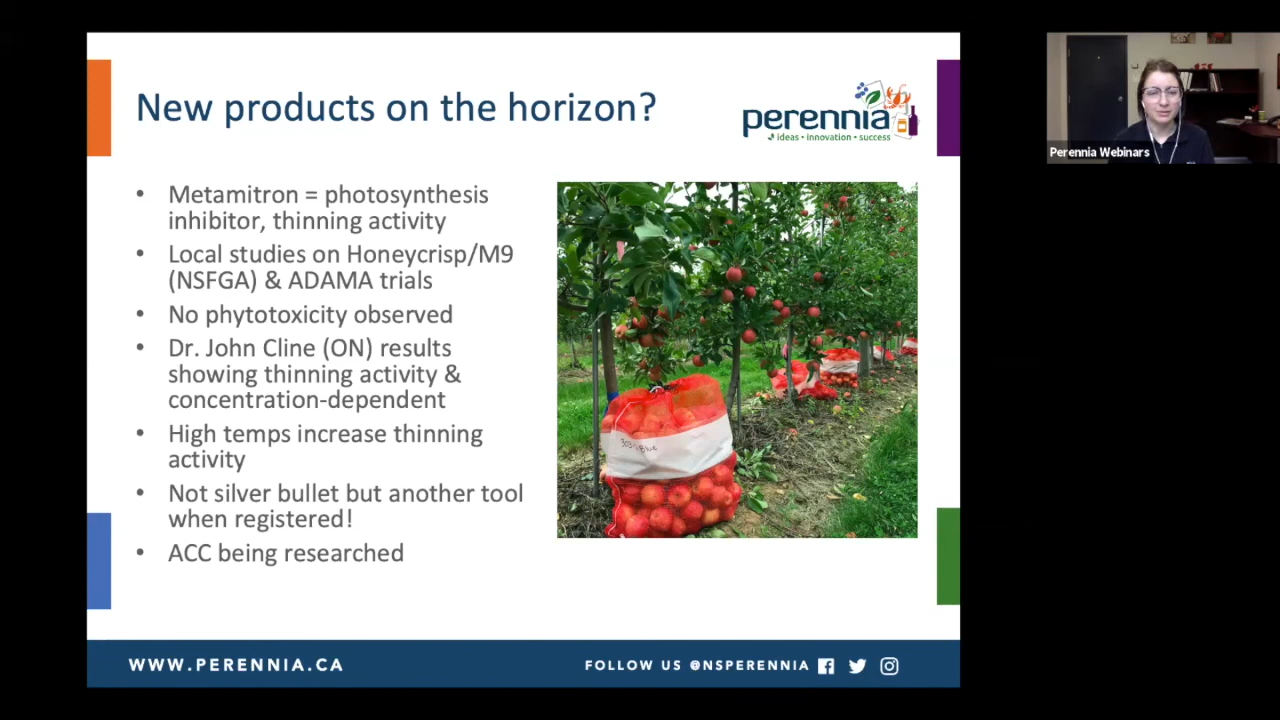 New products on the horizon?
perennia
ideas • innovation • success
Perennia Webinars
• Metamitron = photosynthesis
inhibitor, thinning activity
• Local studies on Honeycrisp/M9
(NSFGA) & ADAMA trials
• No phytotoxicity observed
• Dr. John Cline (ON) results
showing thinning activity &
concentration-dependent
• High temps increase thinning
activity
• Not silver bullet but another tool
when registered!
• ACC being researched
WWW.PERENNIA.CA
FOLLOW US @NSPERENNIA